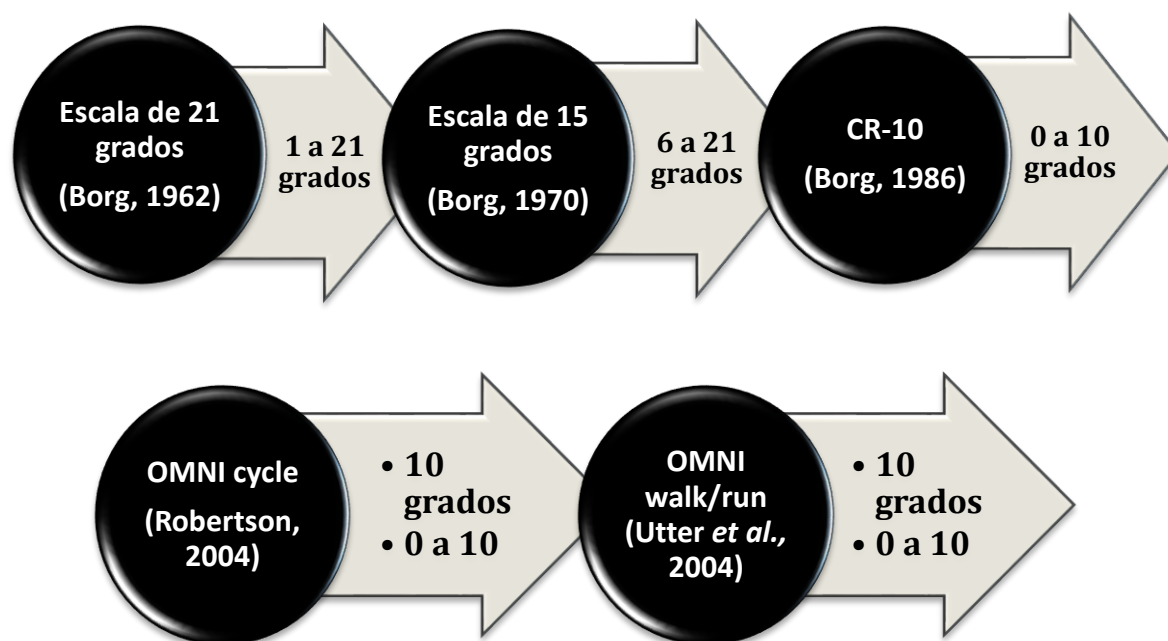 Escala de 21
grados
(Borg, 1962)
1 a 21
grados
Escala de 15
grados
(Borg, 1970)
6 a 21
grados
CR-10
(Borg, 1986)
0 a 10
grados
OMNI cycle
(Robertson,
2004)
• 10
grados
• 0 a 10
OMNI
walk/run
(Utter et al.,
2004)
• 10
grados
• 0 a 10